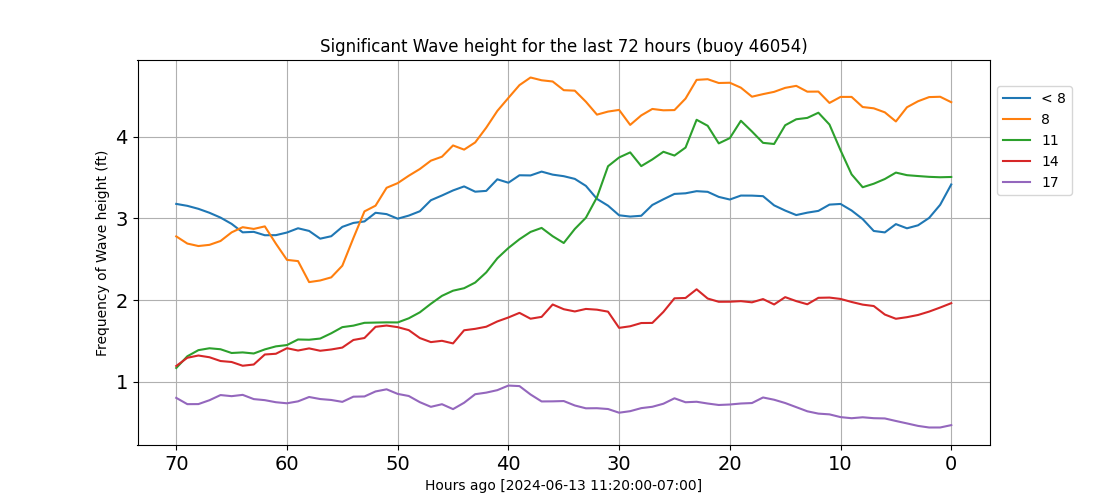 Significant Wave height for the last 72 hours (buoy 46054)
Frequency of Wave height (ft)
4
3
2
1
70 60 50 40 30 20 10 0
Hours ago [2024-06-13 11:20:00-07:00]
< 8
8
11
14
17